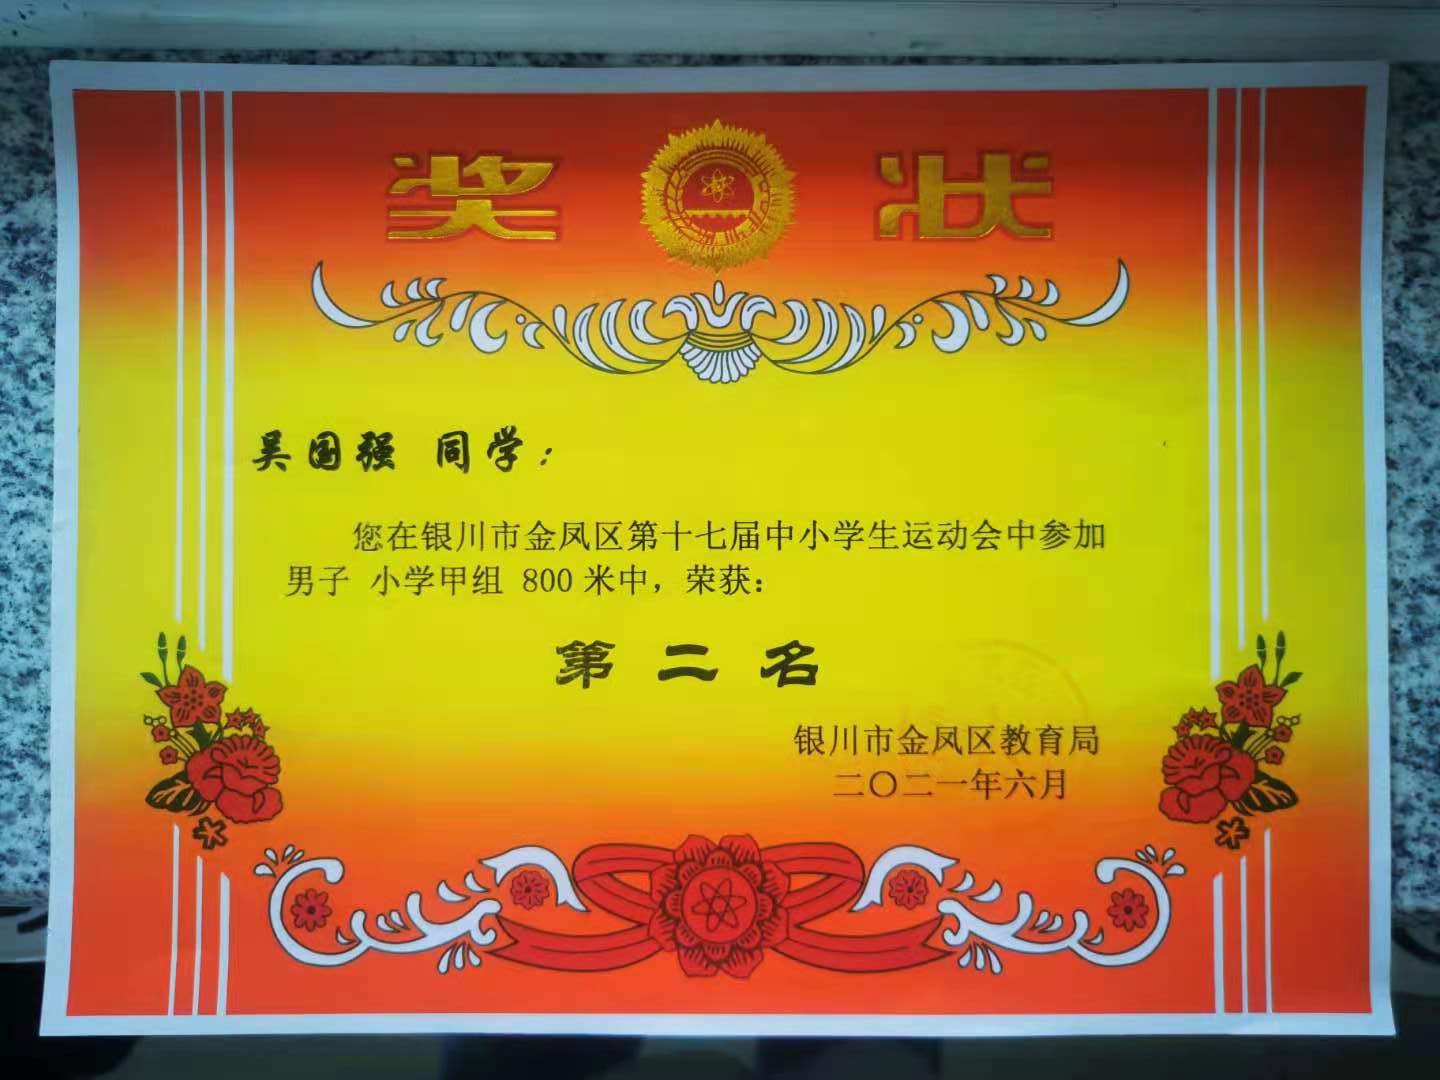 奖 状
吴国强 同学：
您在银川市金凤区第十七届中小学生运动会中参加
男子 小学甲组 800 米中，荣获：
第 二 名
银川市金凤区教育局
二〇二一年六月